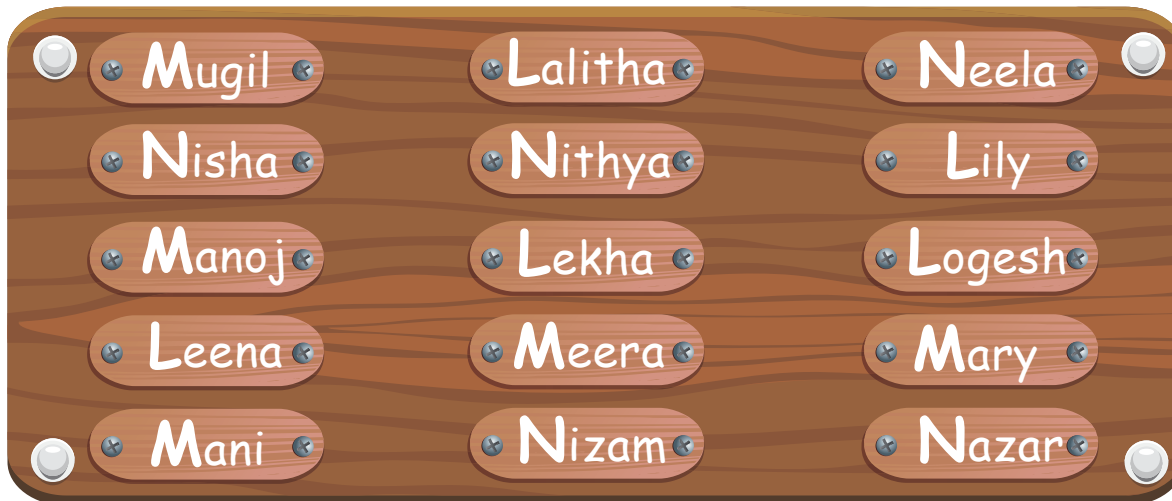 Mugil Lalitha Neela
Nisha Nithya Lily
Manoj Lekha Logesh
Leena Meera Mary
Mani Nizam Nazar